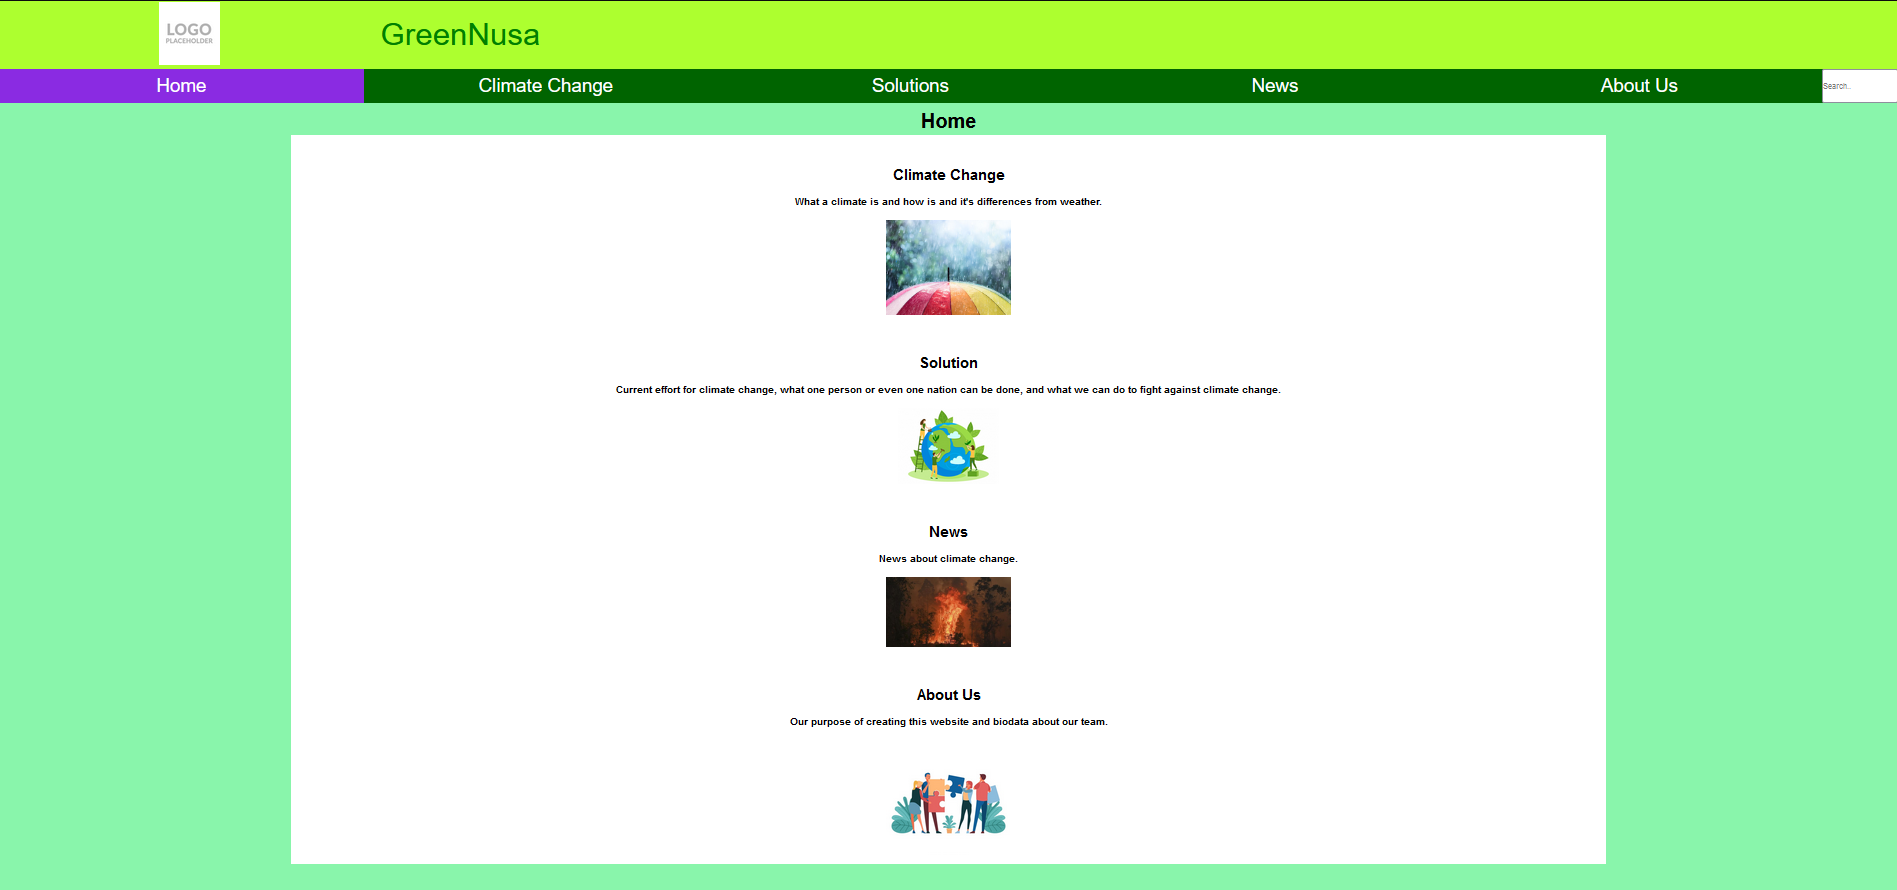 LOGO
PLACEHOLDER
GreenNusa
Home
Climate Change
Solutions
News
About Us
Search..
Home
Climate Change
What a climate is and how is and it's differences from weather.
Solution
Current effort for climate change, what one person or even one nation can be done, and what we can do to fight against climate change.
News
News about climate change.
About Us
Our purpose of creating this website and biodata about our team.